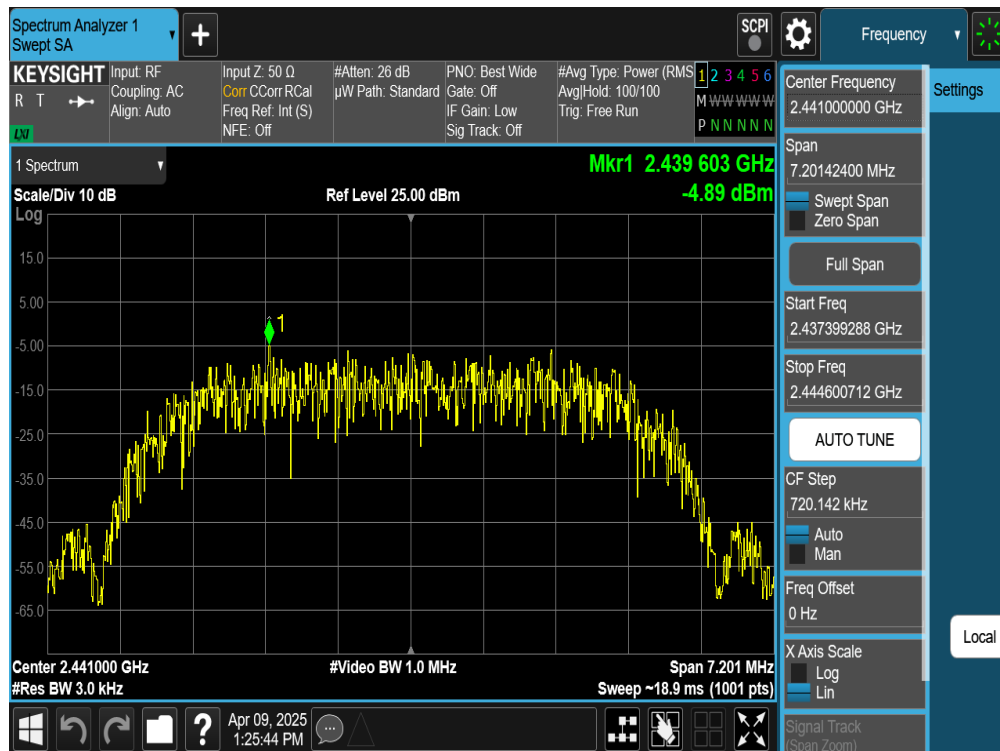 Spectrum Analyzer 1
Swept SA
+
SCPI
Frequency
KEYSIGHT
R T
LXI
Input: RF
Coupling: AC
Align: Auto
Input Z: 50 Ω
Corr CCorr RCal
Freq Ref: Int (S)
NFE: Off
#Atten: 26 dB
µW Path: Standard
PNO: Best Wide
Gate: Off
IF Gain: Low
Sig Track: Off
#Avg Type: Power (RMS
Avg|Hold: 100/100
Trig: Free Run
1 2 3 4 5 6
M W W W W W
P N N N N N
1 Spectrum
Mkr1 2.439 603 GHz
-4.89 dBm
Scale/Div 10 dB
Ref Level 25.00 dBm
Log
15.0
5.00
-5.00
-15.0
-25.0
-35.0
-45.0
-55.0
-65.0
1
Center 2.441000 GHz
#Video BW 1.0 MHz
Span 7.201 MHz
#Res BW 3.0 kHz
Sweep ~18.9 ms (1001 pts)
Center Frequency
2.441000000 GHz
Settings
Span
7.20142400 MHz
Swept Span
Zero Span
Full Span
Start Freq
2.437399288 GHz
Stop Freq
2.444600712 GHz
AUTO TUNE
CF Step
720.142 kHz
Auto
Man
Freq Offset
0 Hz
X Axis Scale
Log
Lin
Local
Signal Track
(Span Zoom)
?
Apr 09, 2025
1:25:44 PM